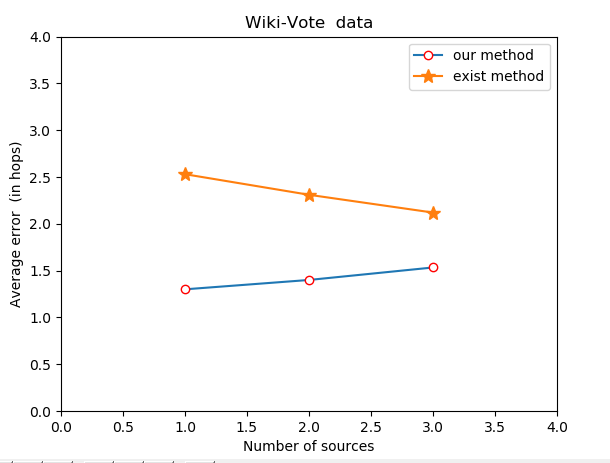 Wiki-Vote  data
our method
exist method
Average error  (in hops)
4.0
3.5
3.0
2.5
2.0
1.5
1.0
0.5
0.0
0.0 0.5 1.0 1.5 2.0 2.5 3.0 3.5 4.0
Number of sources